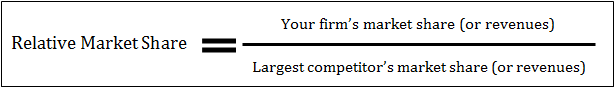 Your firm's market share (or revenues)
Relative Market Share =
Largest competitor's market share (or revenues)